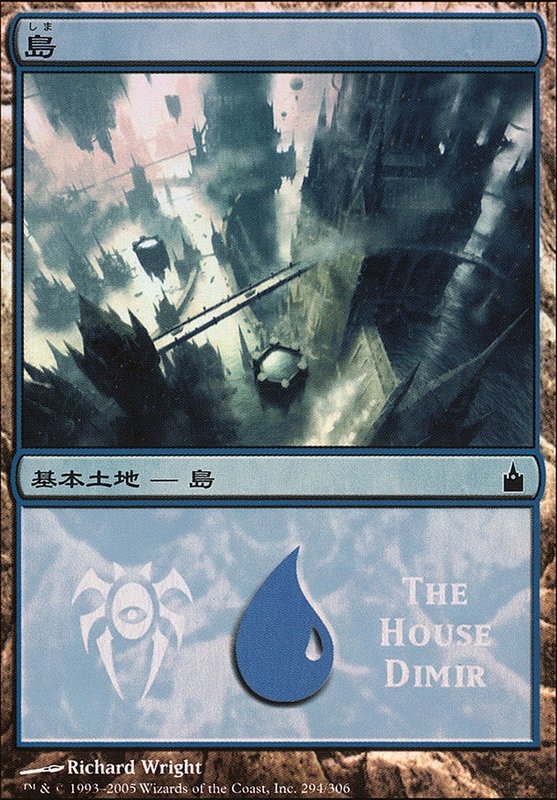 しま
島
基本土地 — 島
THE
HOUSE
DIMIR
Richard Wright
™ & © 1993–2005 Wizards of the Coast, Inc. 294/306